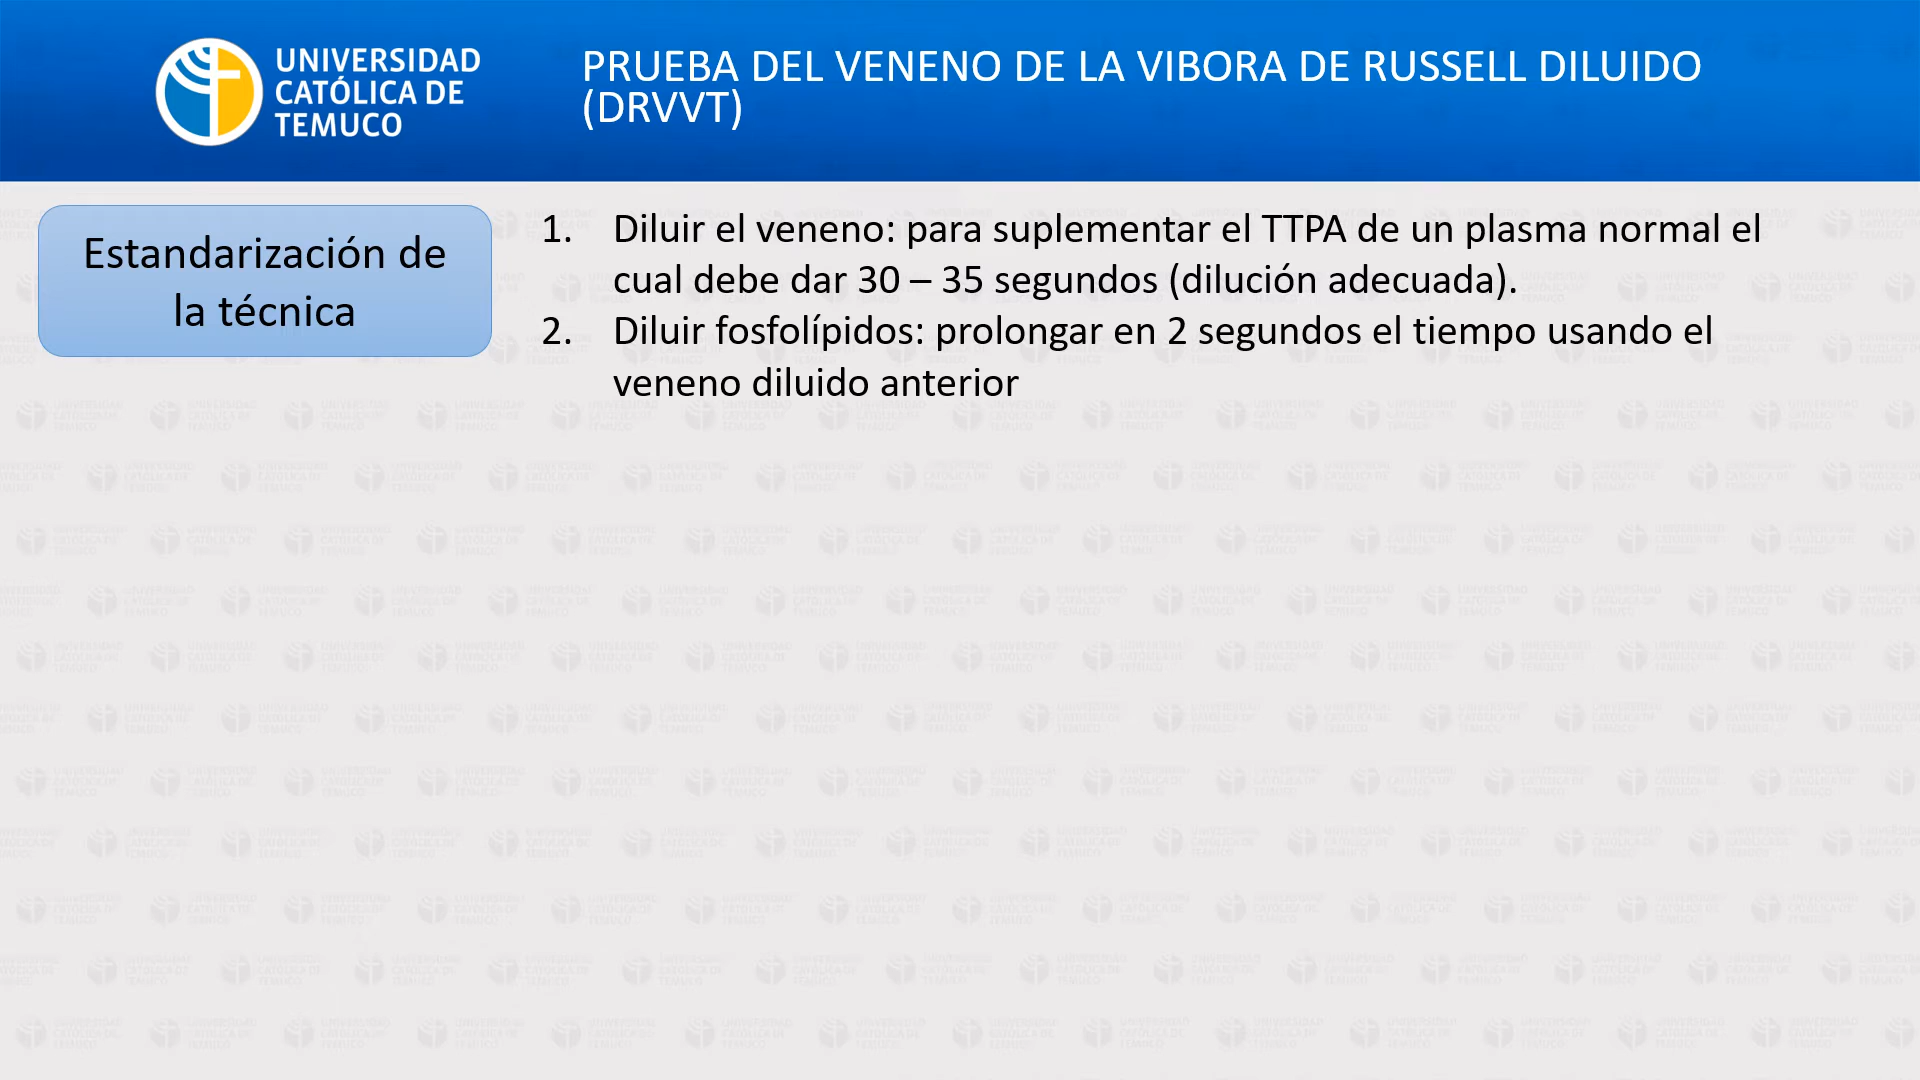 UNIVERSIDAD
CATÓLICA DE
TEMUCO
PRUEBA DEL VENENO DE LA VIBORA DE RUSSELL DILUIDO
(DRVVT)
Estandarización de
la técnica
1. Diluir el veneno: para suplementar el TTPA de un plasma normal el
cual debe dar 30 – 35 segundos (dilución adecuada).
2. Diluir fosfolípidos: prolongar en 2 segundos el tiempo usando el
veneno diluido anterior